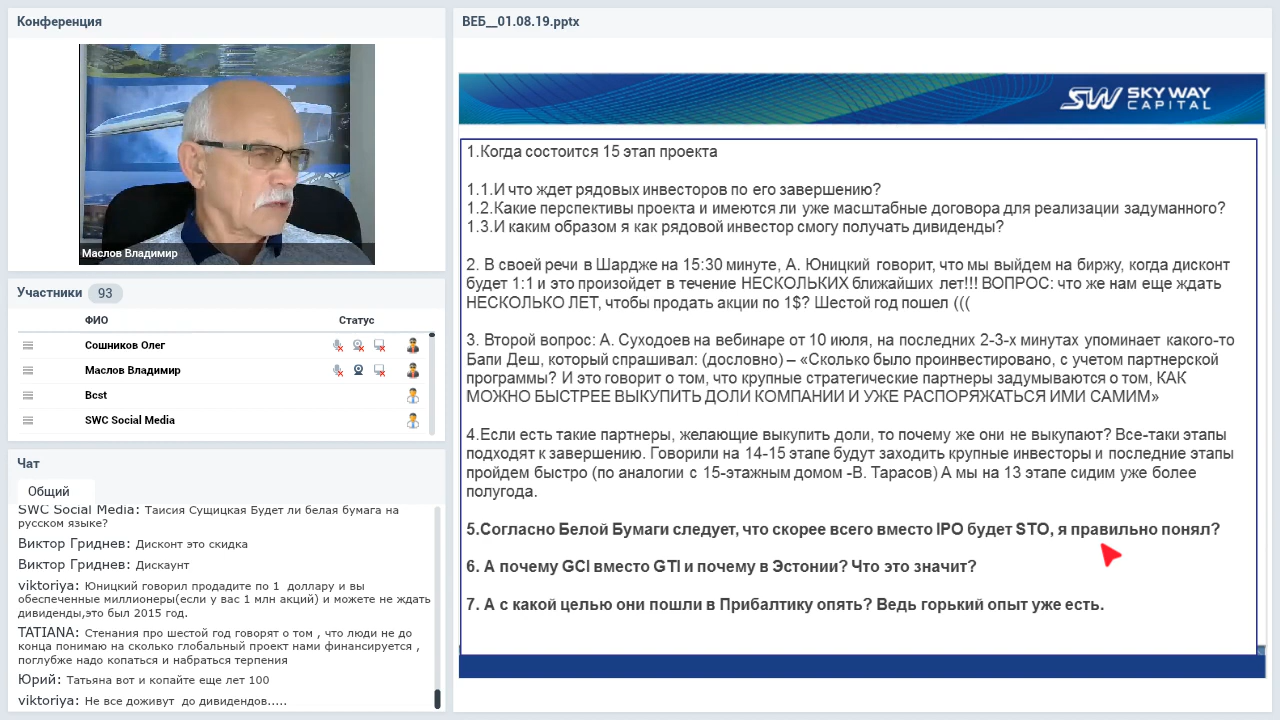 Конференция
Маслов Владимир
Участники 93
ФИО Статус
Сошников Олег
Маслов Владимир
Bcst
SWC Social Media
Чат
Общий
SWC Social Media: Таисия Сущицкая Будет ли белая бумага на
русском языке?
Виктор Гриднев: Дисконт это скидка
Виктор Гриднев: Дискаунт
viktoriya: Юницкий говорил продадите по 1 доллару и вы
обеспеченные миллионеры(если у вас 1 млн акций) и можете не ждать
дивиденды,это был 2015 год.
TATIANA: Стенания про шестой год говорят о том , что люди не до
конца понимаю на сколько глобальный проект нами финансируется ,
поглубже надо копаться и набраться терпения
Юрий: Татьяна вот и копайте еще лет 100
viktoriya: Не все доживут до дивидендов.....
ВЕБ__01.08.19.pptx
SW SKY WAY
CAPITAL
1.Когда состоится 15 этап проекта
1.1.И что ждет рядовых инвесторов по его завершению?
1.2.Какие перспективы проекта и имеются ли уже масштабные договора для реализации задуманного?
1.3.И каким образом я как рядовой инвестор смогу получать дивиденды?
2. В своей речи в Шардже на 15:30 минуте, А. Юницкий говорит, что мы выйдем на биржу, когда дисконт
будет 1:1 и это произойдет в течение НЕСКОЛЬКИХ ближайших лет!!! ВОПРОС: что же нам еще ждать
НЕСКОЛЬКО ЛЕТ, чтобы продать акции по 1$? Шестой год пошел (((
3. Второй вопрос: А. Суходоев на вебинаре от 10 июля, на последних 2-3-х минутах упоминает какого-то
Бапи Деш, который спрашивал: (дословно) – «Сколько было проинвестировано, с учетом партнерской
программы? И это говорит о том, что крупные стратегические партнеры задумываются о том, КАК
МОЖНО БЫСТРЕЕ ВЫКУПИТЬ ДОЛИ КОМПАНИИ И УЖЕ РАСПОРЯЖАТЬСЯ ИМИ САМИМ»
4.Если есть такие партнеры, желающие выкупить доли, то почему же они не выкупают? Все-таки этапы
подходят к завершению. Говорили на 14-15 этапе будут заходить крупные инвесторы и последние этапы
пройдем быстро (по аналогии с 15-этажным домом -В. Тарасов) А мы на 13 этапе сидим уже более
полугода.
5.Согласно Белой Бумаги следует, что скорее всего вместо IPO будет STO, я правильно понял?
6. А почему GCI вместо GTI и почему в Эстонии? Что это значит?
7. А с какой целью они пошли в Прибалтику опять? Ведь горький опыт уже есть.